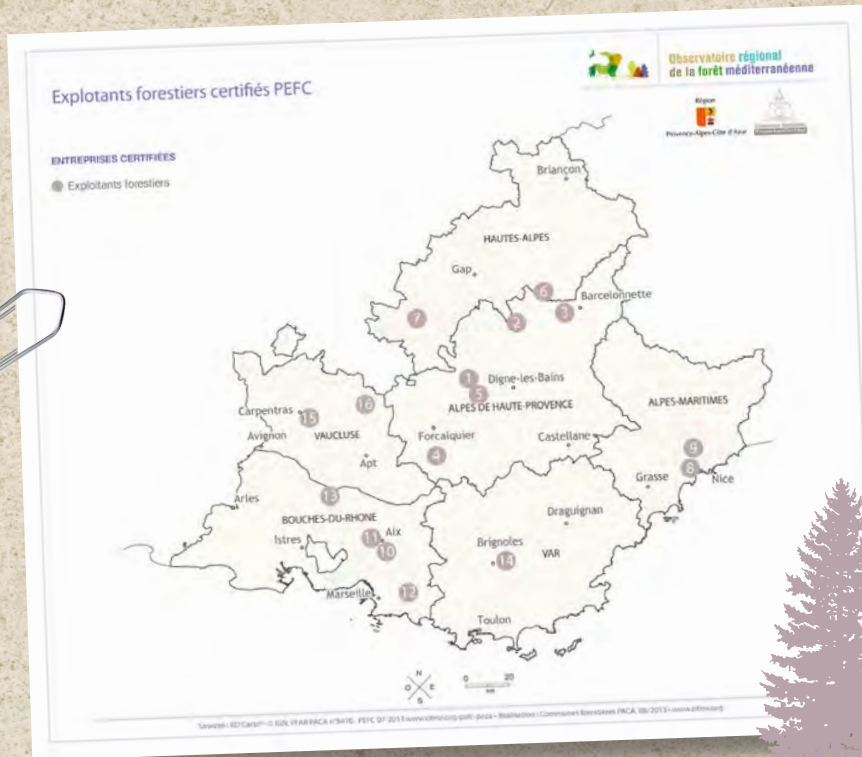 Observatoire régional
de la forêt méditerranéenne
Explotants forestiers certifiés PEFC
Région
Provence-Alpes-Côte d'Azur
ENTREPRISES CERTIFIÉES
Exploitants forestiers
Briançon
HAUTES-ALPES
Gap
6
Barcelonnette
7
2
3
1
Digne-les-Bains
5
ALPES DE HAUTE-PROVENCE
ALPES-MARITIMES
16
Carpentras
15
Avignon
VAUCLUSE
Forcalquier
Castellane
4
9
Apt
8
Grasse
Nice
13
Arles
BOUCHES-DU-RHONE
Draguignan
Istres
11
Aix
10
Brignoles
VAR
14
Marseille
12
Toulon
N
O
E
S
0
20
km